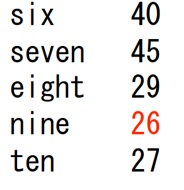 six 40
seven 45
eight 29
nine 26
ten 27